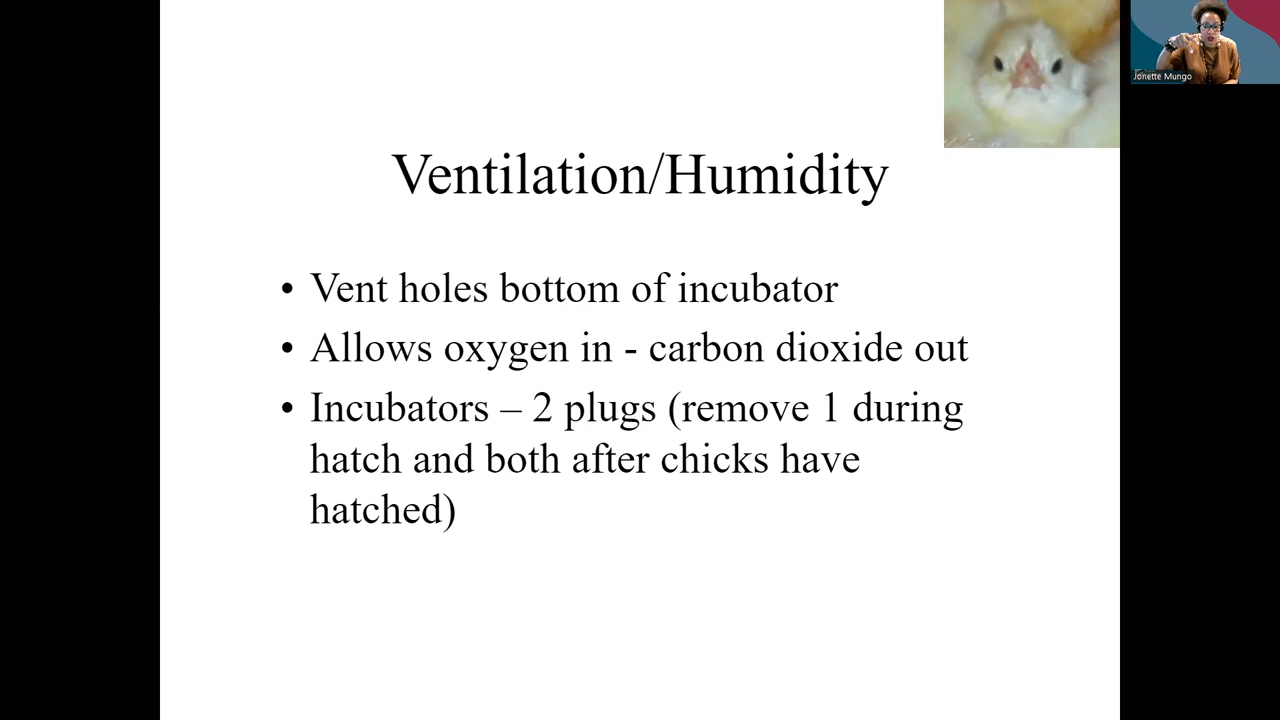 Jonette Mungo
Ventilation/Humidity
• Vent holes bottom of incubator
• Allows oxygen in - carbon dioxide out
• Incubators – 2 plugs (remove 1 during
hatch and both after chicks have
hatched)